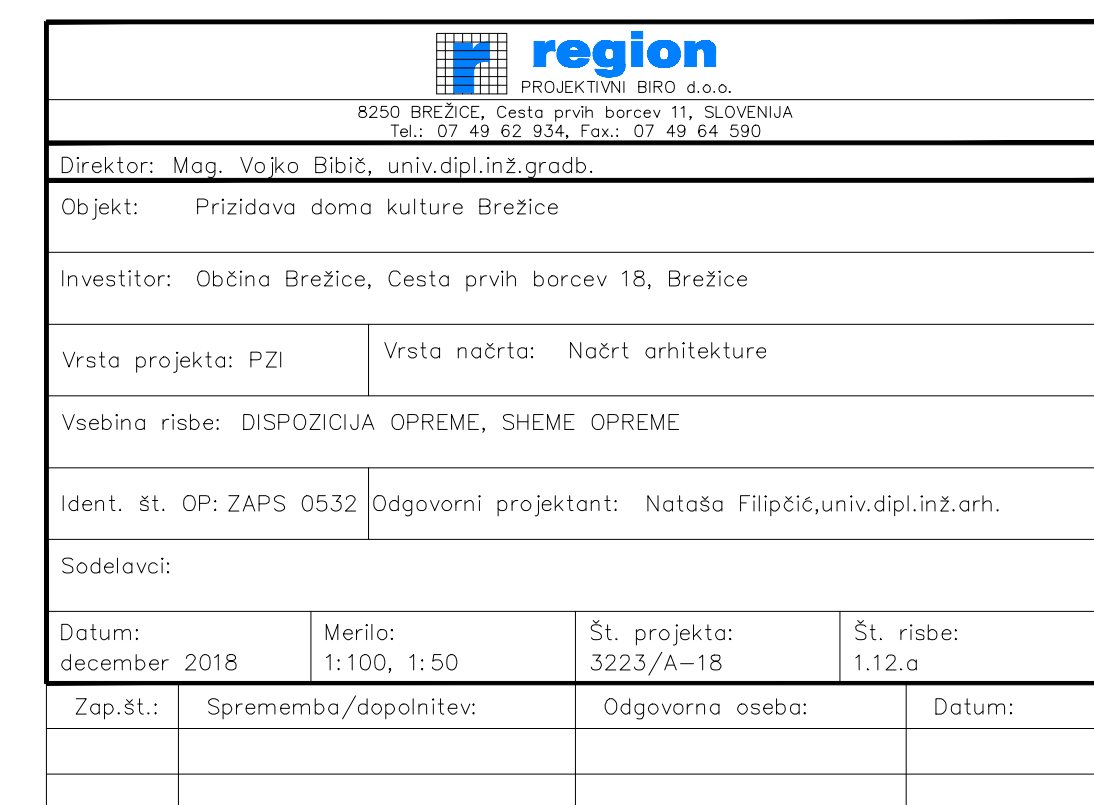 r region
PROJEKTIVNI BIRO d.o.o.
8250 BREŽICE, Cesta prvih borcev 11, SLOVENIJA
Tel.: 07 49 62 934, Fax.: 07 49 64 590
Direktor: Mag. Vojko Bibič, univ.dipl.inž.gradb.
Objekt: Prizidava doma kulture Brežice
Investitor: Občina Brežice, Cesta prvih borcev 18, Brežice
Vrsta projekta: PZI
Vrsta načrta: Načrt arhitekture
Vsebina risbe: DISPOZICIJA OPREME, SHEME OPREME
Ident. št. OP: ZAPS 0532
Odgovorni projektant: Nataša Filipčić,univ.dipl.inž.arh.
Sodelavci:
Datum:
december 2018
Merilo:
1:100, 1:50
Št. projekta:
3223/A-18
Št. risbe:
1.12.a
Zap.št.: Sprememba/dopolnitev: Odgovorna oseba: Datum: